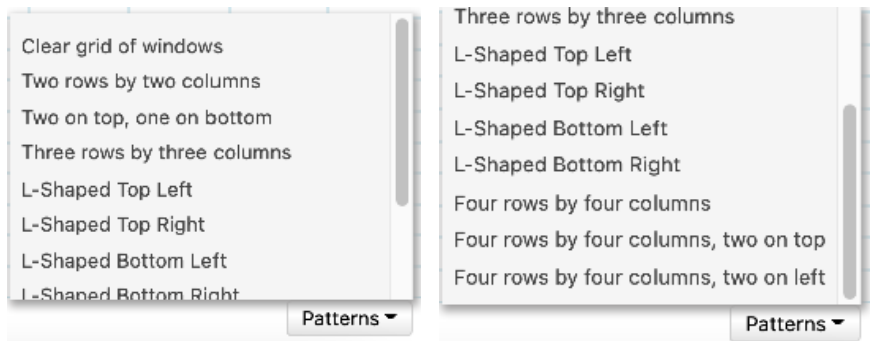 Clear grid of windows
Two rows by two columns
Two on top, one on bottom
Three rows by three columns
L-Shaped Top Left
L-Shaped Top Right
L-Shaped Bottom Left
L-Shaped Bottom Right
Patterns
Three rows by three columns
L-Shaped Top Left
L-Shaped Top Right
L-Shaped Bottom Left
L-Shaped Bottom Right
Four rows by four columns
Four rows by four columns, two on top
Four rows by four columns, two on left
Patterns